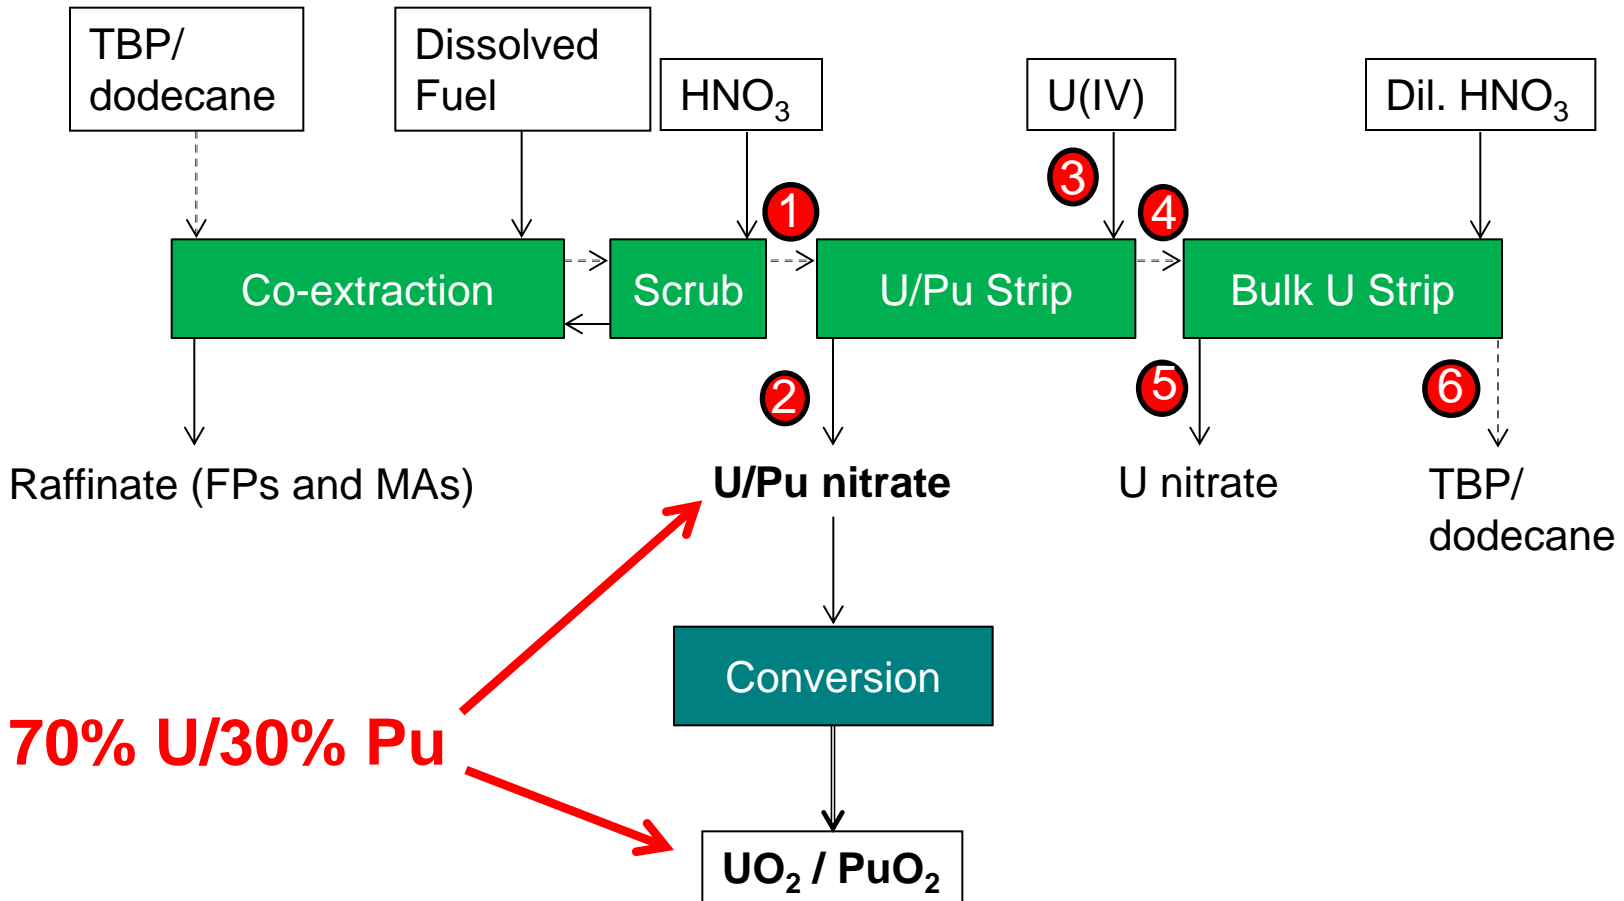 TBP/
dodecane
Dissolved
Fuel
HNO₃
U(IV)
Dil. HNO₃
1
3
4
Co-extraction
Scrub
U/Pu Strip
Bulk U Strip
2
5
6
Raffinate (FPs and MAs)
U/Pu nitrate
U nitrate
TBP/
dodecane
Conversion
70% U/30% Pu
UO₂ / PuO₂